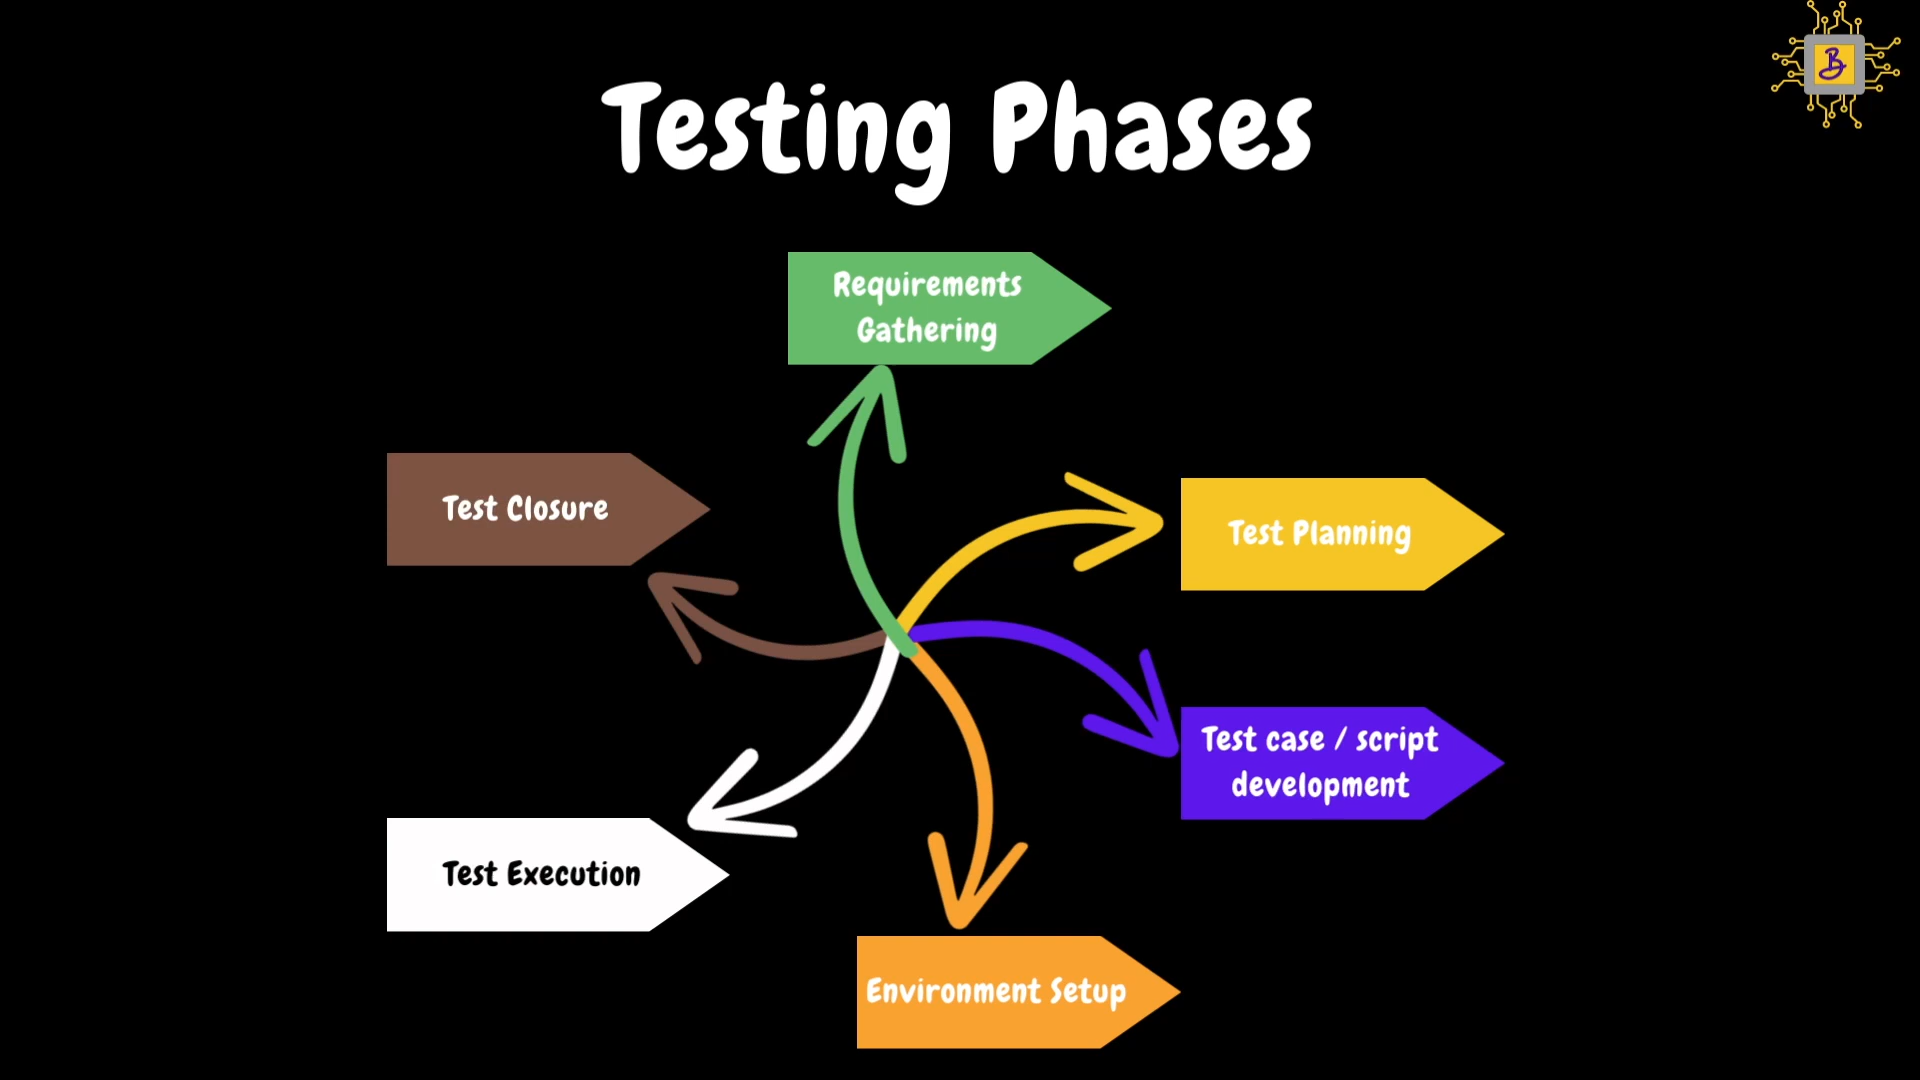 Testing Phases
B
Requirements
Gathering
Test Closure
Test Planning
Test case / script
development
Test Execution
Environment Setup